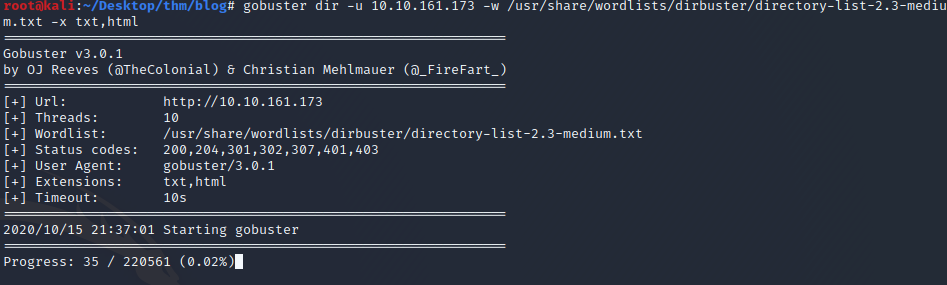 root@kali:~/Desktop/thm/blog# gobuster dir -u 10.10.161.173 -w /usr/share/wordlists/dirbuster/directory-list-2.3-mediu
m.txt -x txt,html
===============================================================
Gobuster v3.0.1
by OJ Reeves (@TheColonial) & Christian Mehlmauer (@_FireFart_)
===============================================================
[+] Url:            http://10.10.161.173
[+] Threads:        10
[+] Wordlist:       /usr/share/wordlists/dirbuster/directory-list-2.3-medium.txt
[+] Status codes:   200,204,301,302,307,401,403
[+] User Agent:     gobuster/3.0.1
[+] Extensions:     txt,html
[+] Timeout:        10s
===============================================================
2020/10/15 21:37:01 Starting gobuster
===============================================================
Progress: 35 / 220561 (0.02%)